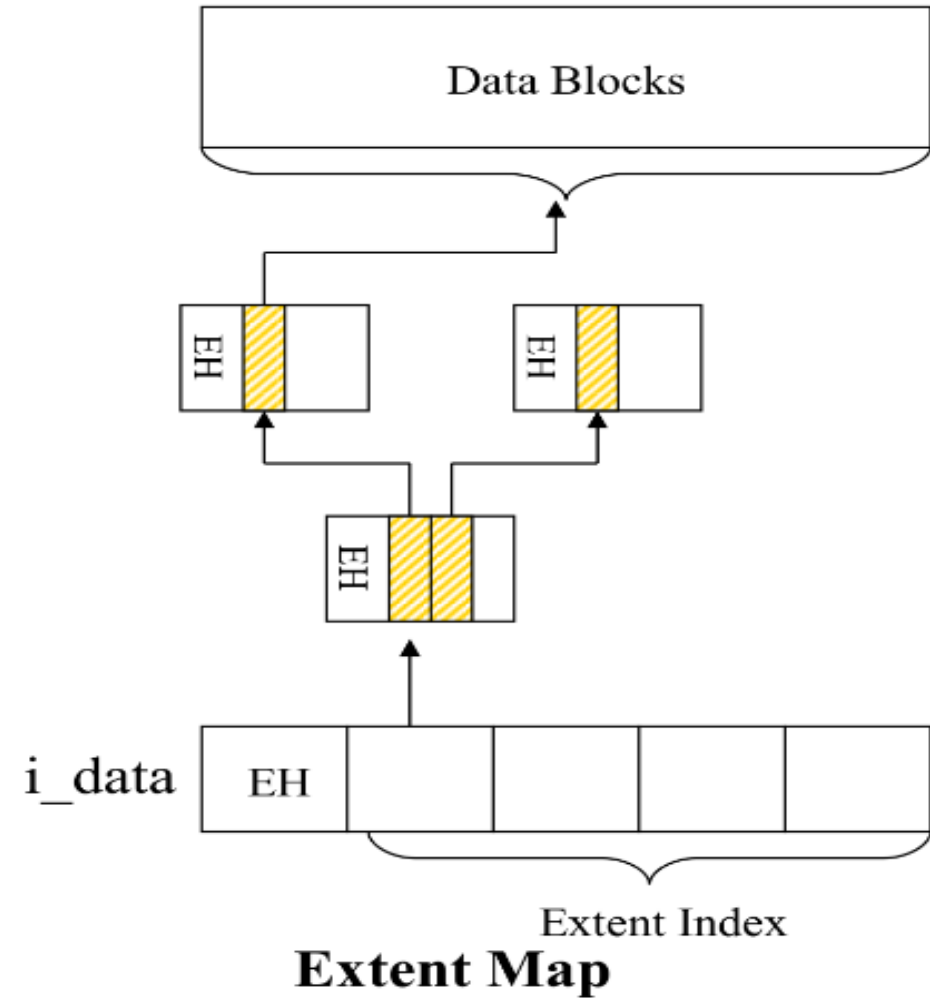 Data Blocks
EH
EH
EH
i_data
EH
Extent Index
Extent Map